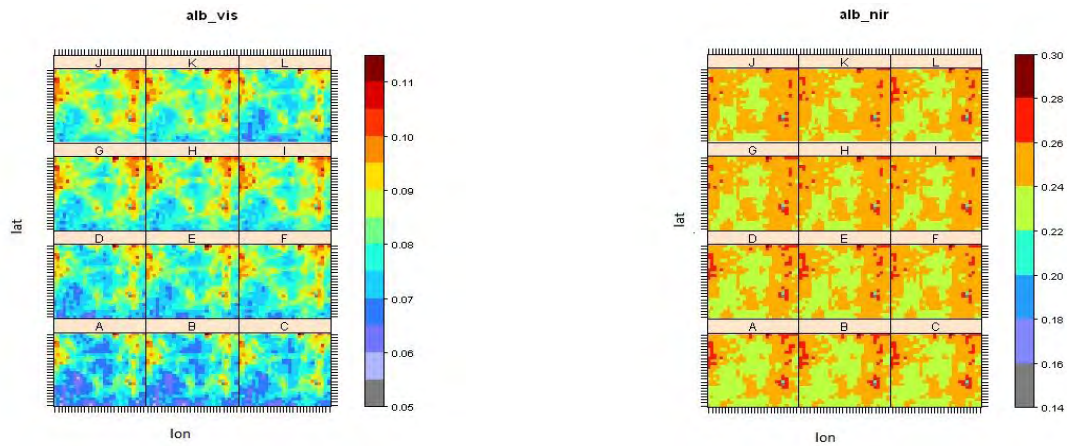 alb_vis
J K L
G H I
D E F
A B C
lat
lon
0.11
0.10
0.09
0.08
0.07
0.06
0.05
alb_nir
J K L
G H I
D E F
A B C
lat
lon
0.30
0.28
0.26
0.24
0.22
0.20
0.18
0.16
0.14